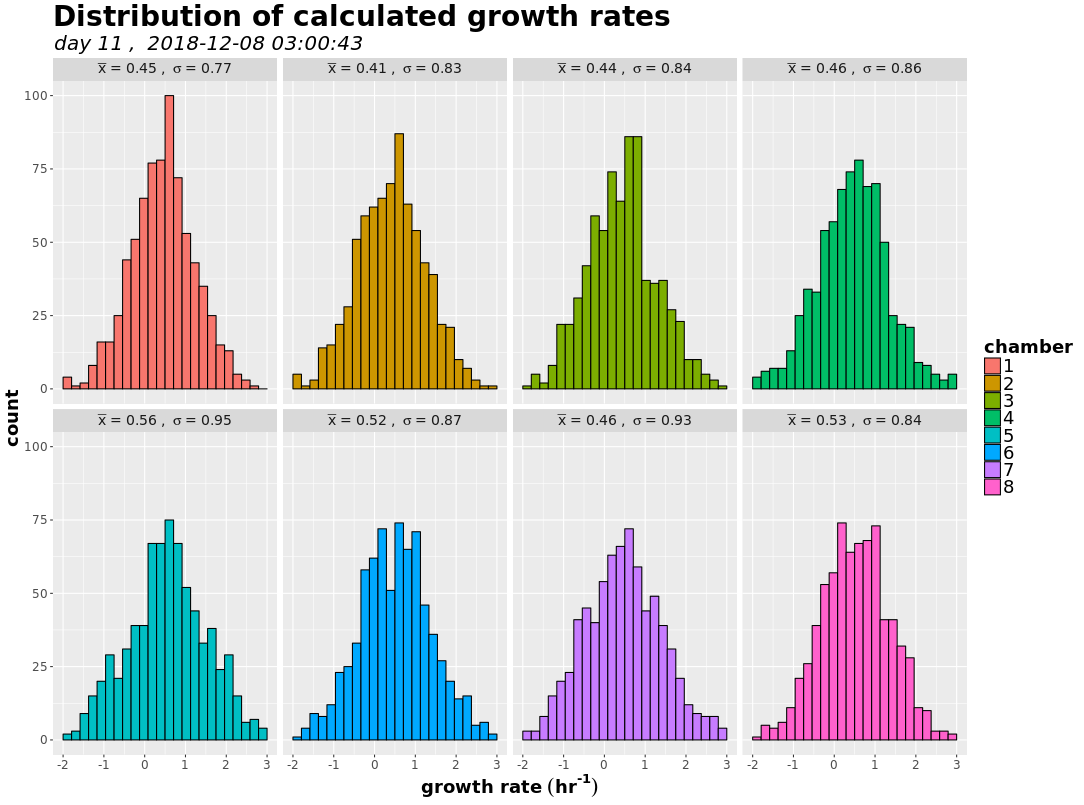 Distribution of calculated growth rates
day 11 ,  2018-12-08 03:00:43
x̅ = 0.45 ,  σ = 0.77
x̅ = 0.41 ,  σ = 0.83
x̅ = 0.44 ,  σ = 0.84
x̅ = 0.46 ,  σ = 0.86
100
75
50
25
0
x̅ = 0.56 ,  σ = 0.95
x̅ = 0.52 ,  σ = 0.87
x̅ = 0.46 ,  σ = 0.93
x̅ = 0.53 ,  σ = 0.84
100
75
50
25
0
-2 -1 0 1 2 3
-2 -1 0 1 2 3
-2 -1 0 1 2 3
-2 -1 0 1 2 3
count
growth rate (hr⁻¹)
chamber
1
2
3
4
5
6
7
8